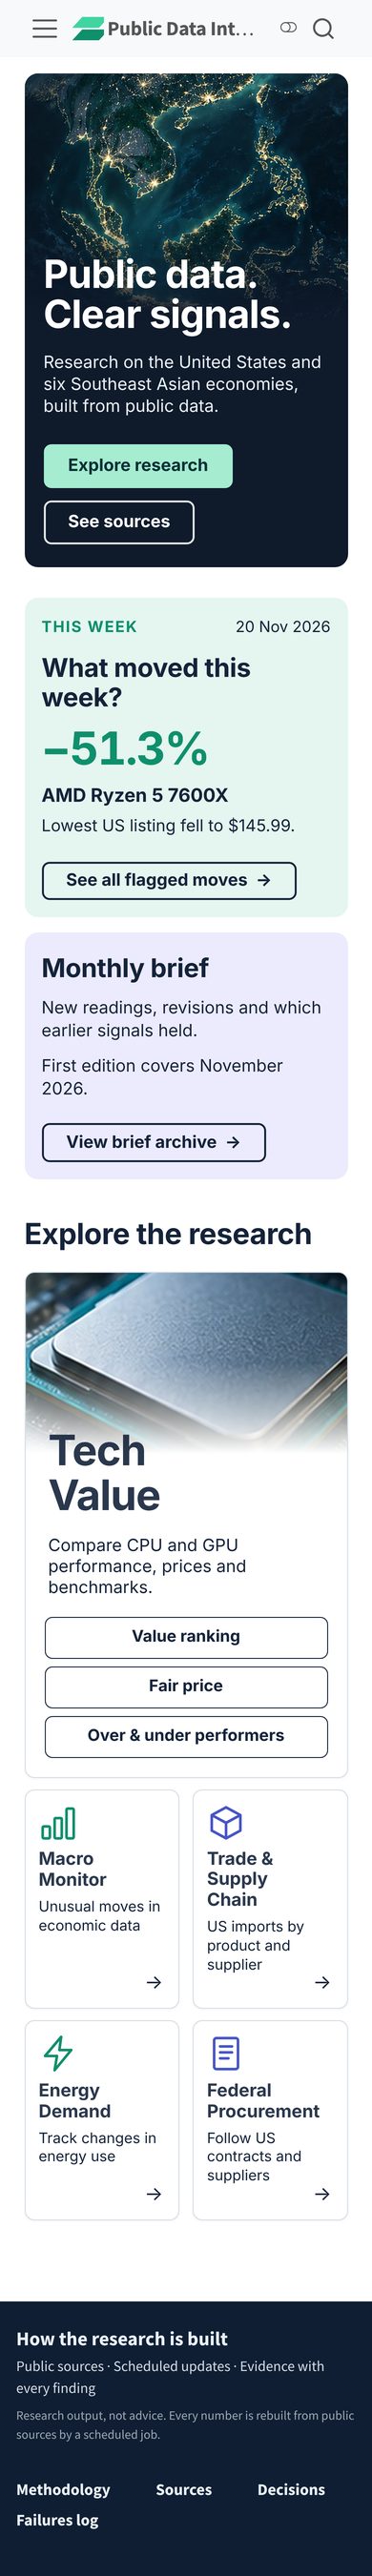 Public Data Int...
Public data.
Clear signals.
Research on the United States and
six Southeast Asian economies,
built from public data.
Explore research
See sources
THIS WEEK 20 Nov 2026
What moved this
week?
−51.3%
AMD Ryzen 5 7600X
Lowest US listing fell to $145.99.
See all flagged moves →
Monthly brief
New readings, revisions and which
earlier signals held.
First edition covers November
2026.
View brief archive →
Explore the research
Tech
Value
Compare CPU and GPU
performance, prices and
benchmarks.
Value ranking
Fair price
Over & under performers
Macro
Monitor
Unusual moves in
economic data
→
Trade &
Supply
Chain
US imports by
product and
supplier
→
Energy
Demand
Track changes in
energy use
→
Federal
Procurement
Follow US
contracts and
suppliers
→
How the research is built
Public sources · Scheduled updates · Evidence with
every finding
Research output, not advice. Every number is rebuilt from public
sources by a scheduled job.
Methodology Sources Decisions
Failures log